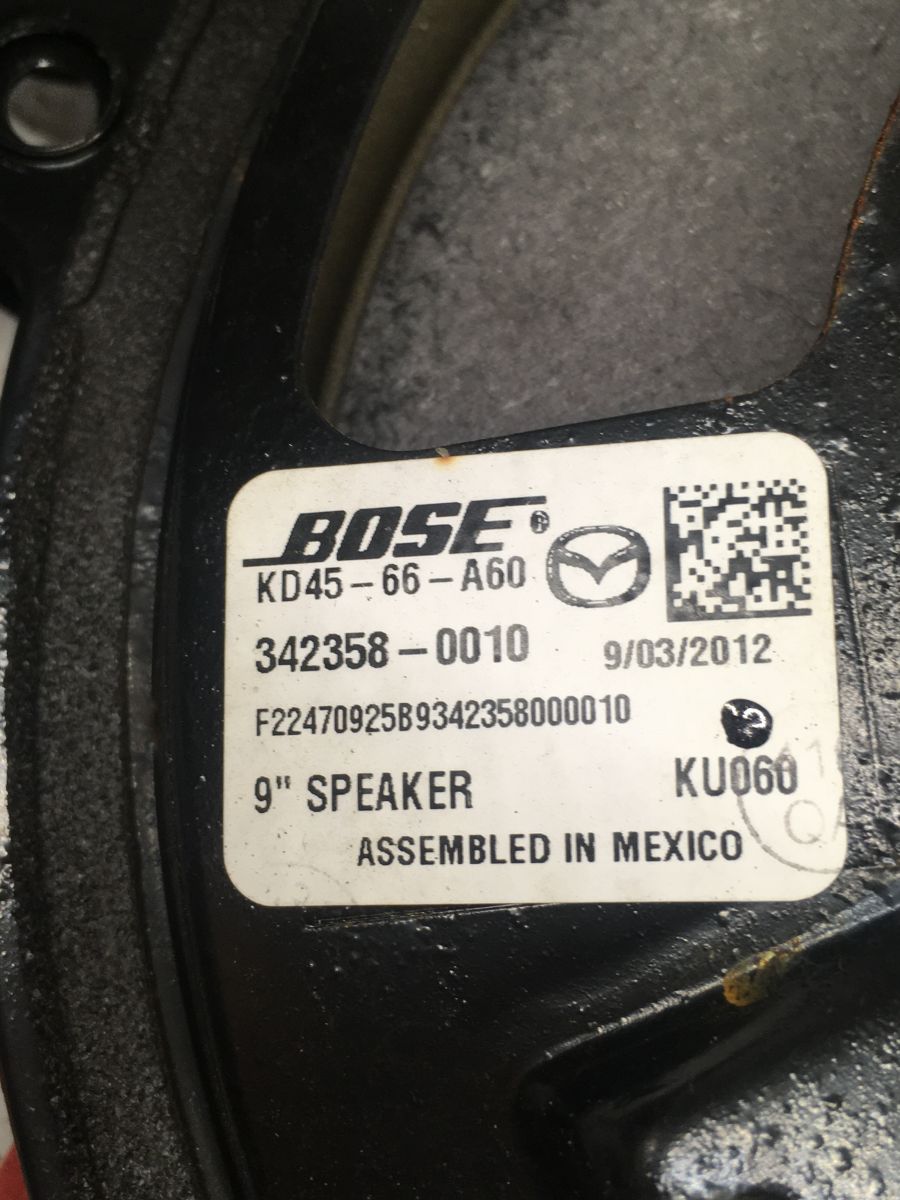 BOSE®
KD45-66-A60
342358-0010 9/03/2012
F22470925B9342358000010
9" SPEAKER KU060
ASSEMBLED IN MEXICO